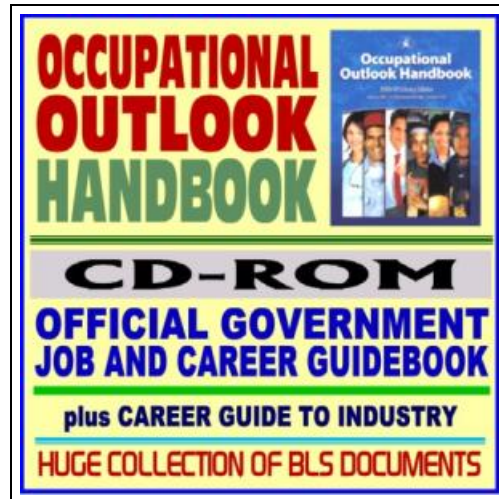 OCCUPATIONAL
OUTLOOK
HANDBOOK
Occupational
Outlook Handbook
CD-ROM
OFFICIAL GOVERNMENT
JOB AND CAREER GUIDEBOOK
plus CAREER GUIDE TO INDUSTRY
HUGE COLLECTION OF BLS DOCUMENTS